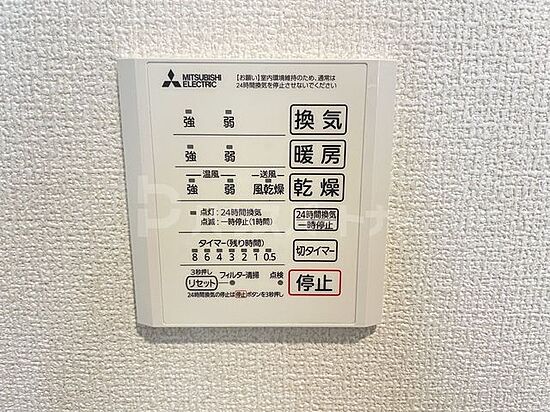 MITSUBISHI ELECTRIC
【お願い】室内環境維持のため、通常は
24時間換気を停止させないでください
強 弱 換気
強 弱 暖房
温風 送風
強 弱 風乾燥 乾燥
点灯:24時間換気
点滅:一時停止(1時間)
24時間換気
一時停止
タイマー(残り時間)
8 6 4 3 2 1 0.5
切タイマー
3秒押し
リセット フィルター清掃 点検
停止
24時間換気の停止は停止ボタンを3秒押し